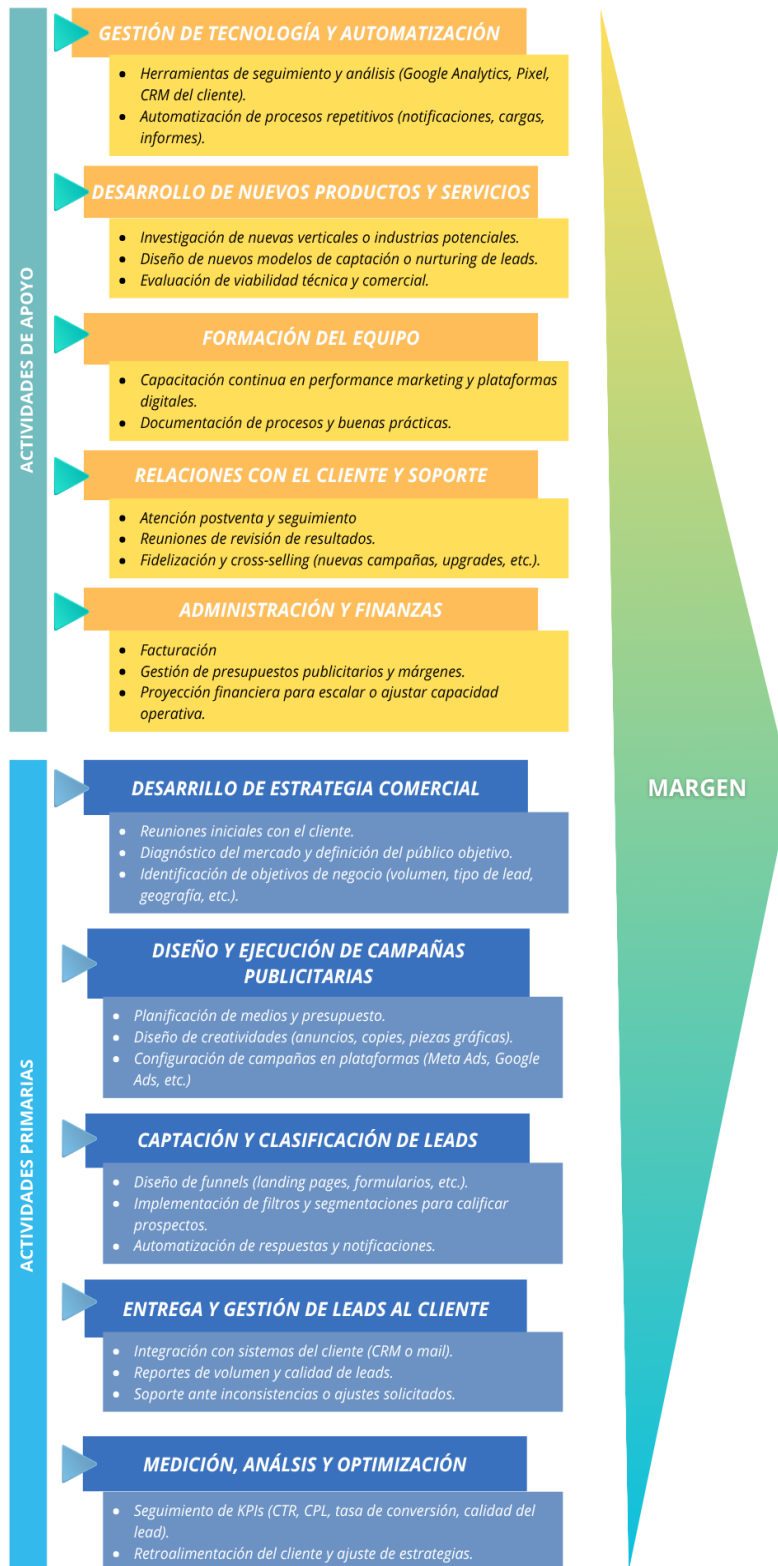 ACTIVIDADES DE APOYO
GESTIÓN DE TECNOLOGÍA Y AUTOMATIZACIÓN
• Herramientas de seguimiento y análisis (Google Analytics, Pixel,
CRM del cliente).
• Automatización de procesos repetitivos (notificaciones, cargas,
informes).
DESARROLLO DE NUEVOS PRODUCTOS Y SERVICIOS
• Investigación de nuevas verticales o industrias potenciales.
• Diseño de nuevos modelos de captación o nurturing de leads.
• Evaluación de viabilidad técnica y comercial.
FORMACIÓN DEL EQUIPO
• Capacitación continua en performance marketing y plataformas
digitales.
• Documentación de procesos y buenas prácticas.
RELACIONES CON EL CLIENTE Y SOPORTE
• Atención postventa y seguimiento
• Reuniones de revisión de resultados.
• Fidelización y cross-selling (nuevas campañas, upgrades, etc.).
ADMINISTRACIÓN Y FINANZAS
• Facturación
• Gestión de presupuestos publicitarios y márgenes.
• Proyección financiera para escalar o ajustar capacidad
operativa.
MARGEN
ACTIVIDADES PRIMARIAS
DESARRILLO DE ESTRATEGIA COMERCIAL
• Reuniones iniciales con el cliente.
• Diagnóstico del mercado y definición del público objetivo.
• Identificación de objetivos de negocio (volumen, tipo de lead,
geografía, etc.).
DISEÑO Y EJECUCIÓN DE CAMPAÑAS
PUBLICITARIAS
• Planificación de medios y presupuesto.
• Diseño de creatividades (anuncios, copies, piezas gráficas).
• Configuración de campañas en plataformas (Meta Ads, Google
Ads, etc.)
CAPTACIÓN Y CLASIFICACIÓN DE LEADS
• Diseño de funnels (landing pages, formularios, etc.).
• Implementación de filtros y segmentaciones para calificar
prospectos.
• Automatización de respuestas y notificaciones.
ENTREGA Y GESTIÓN DE LEADS AL CLIENTE
• Integración con sistemas del cliente (CRM o mail).
• Reportes de volumen y calidad de leads.
• Soporte ante inconsistencias o ajustes solicitados.
MEDICIÓN, ANÁLSIS Y OPTIMIZACIÓN
• Seguimiento de KPIs (CTR, CPL, tasa de conversión, calidad del
lead).
• Retroalimentación del cliente y ajuste de estrategias.